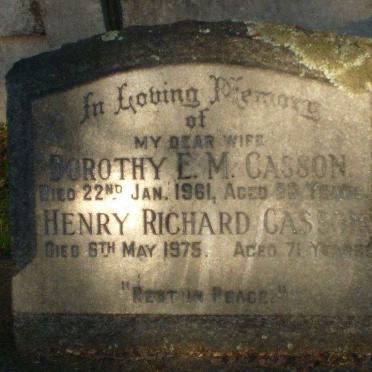 In Loving Memory
of
MY DEAR WIFE
DOROTHY E. M. CASSON
DIED 22ND JAN. 1961, AGED YEARS
HENRY RICHARD CASSON
DIED 6TH MAY 1975. AGED 71 YEARS
"REST IN PEACE."